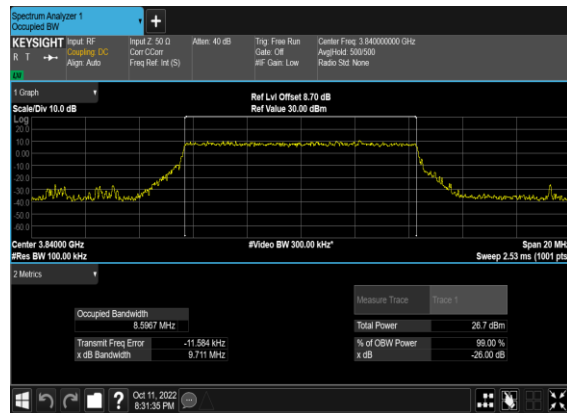 Spectrum Analyzer 1
Occupied BW
+
KEYSIGHT Input: RF Input Z: 50 Ω Atten: 40 dB Trig: Free Run Center Freq: 3.840000000 GHz
R T Coupling: DC Corr CCorr Gate: Off Avg|Hold: 500/500
Align: Auto Freq Ref: Int (S) #IF Gain: Low Radio Std: None
LXI
1 Graph
Ref Lvl Offset 8.70 dB
Scale/Div 10.0 dB Ref Value 30.00 dBm
Log
20.0
10.0
0.00
-10.0
-20.0
-30.0
-40.0
-50.0
-60.0
Center 3.84000 GHz #Video BW 300.00 kHz* Span 20 MHz
#Res BW 100.00 kHz Sweep 2.53 ms (1001 pts
2 Metrics
Measure Trace Trace 1
Occupied Bandwidth
8.5967 MHz Total Power 26.7 dBm
Transmit Freq Error -11.584 kHz % of OBW Power 99.00 %
x dB Bandwidth 9.711 MHz x dB -26.00 dB
? Oct 11, 2022
8:31:35 PM